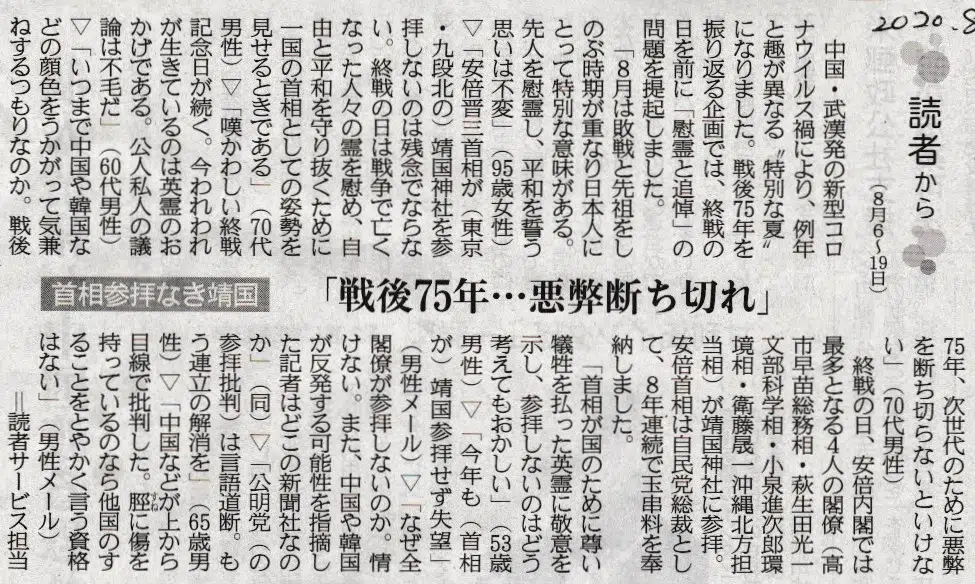 2020.8
読者から
(8月6〜19日)
「戦後75年…悪弊断ち切れ」
首相参拝なき靖国
中国・武漢発の新型コロ
ナウイルス禍により、例年
と趣が異なる〝特別な夏〟
になりました。戦後75年を
振り返る企画では、終戦の
日を前に「慰霊と追悼」の
問題を提起しました。
「8月は敗戦と先祖をし
のぶ時期が重なり日本人に
とって特別な意味がある。
先人を慰霊し、平和を誓う
思いは不変」(95歳女性)
▽「安倍晋三首相が(東京
・九段北の)靖国神社を参
拝しないのは残念でならな
い。終戦の日は戦争で亡く
なった人々の霊を慰め、自
由と平和を守り抜くために
一国の首相としての姿勢を
見せるときである」(70代
男性)▽「嘆かわしい終戦
記念日が続く。今われわれ
が生きているのは英霊のお
かげである。公人私人の議
論は不毛だ」(60代男性)
▽「いつまで中国や韓国な
どの顔色をうかがって気兼
ねするつもりなのか。戦後
75年、次世代のために悪弊
を断ち切らないといけな
い」(70代男性)
終戦の日、安倍内閣では
最多となる4人の閣僚(高
市早苗総務相・萩生田光一
文部科学相・小泉進次郎環
境相・衛藤晟一沖縄北方担
当相)が靖国神社に参拝。
安倍首相は自民党総裁とし
て、8年連続で玉串料を奉
納しました。
「首相が国のために尊い
犠牲を払った英霊に敬意を
示し、参拝しないのはどう
考えてもおかしい」(53歳
男性)▽「今年も(首相
が)靖国参拝せず失望」
(男性メール)▽「なぜ全
閣僚が参拝しないのか。情
けない。また、中国や韓国
が反発する可能性を指摘し
た記者はどこの新聞社なの
か」(同)▽「公明党(の
参拝批判)は言語道断。も
う連立の解消を」(65歳男
性)▽「中国などが上から
目線で批判した。脛に傷を
持っているのなら他国のす
ることをとやかく言う資格
はない」(男性メール)
=読者サービス担当